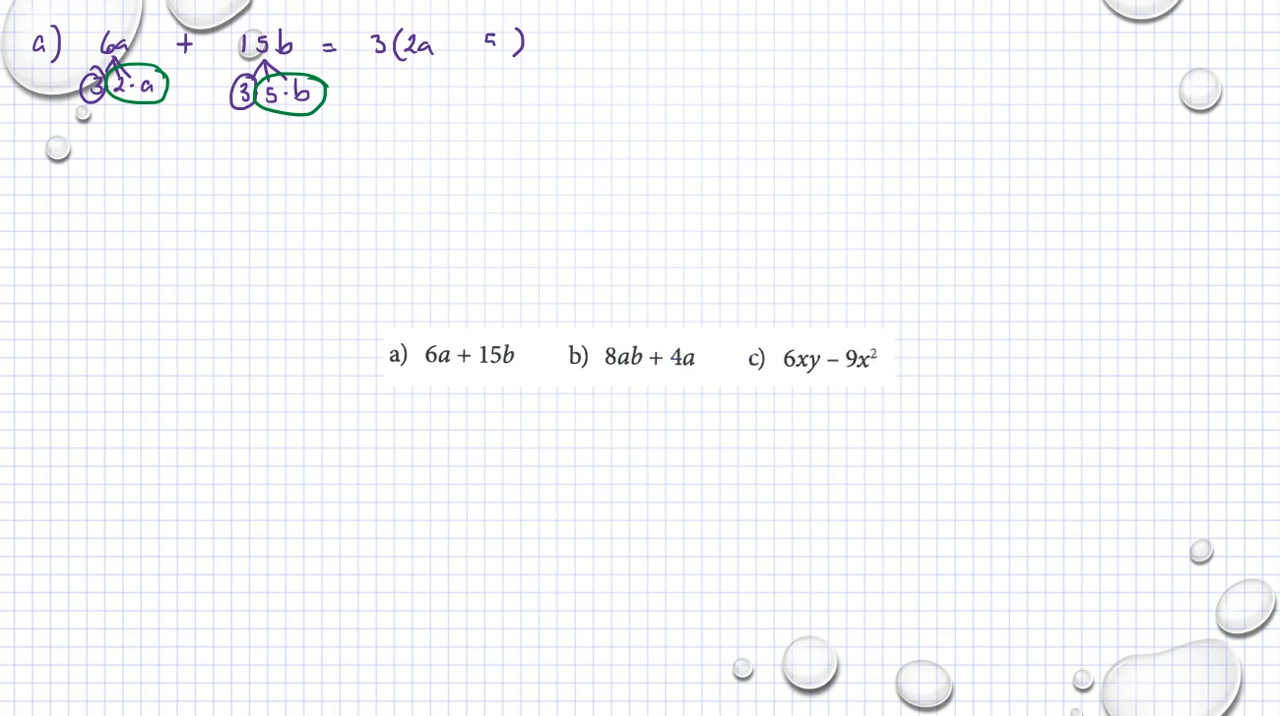 a) 6a + 15b = 3(2a 5 )
3 2·a 3 5·b
a) 6a + 15b b) 8ab + 4a c) 6xy – 9x²